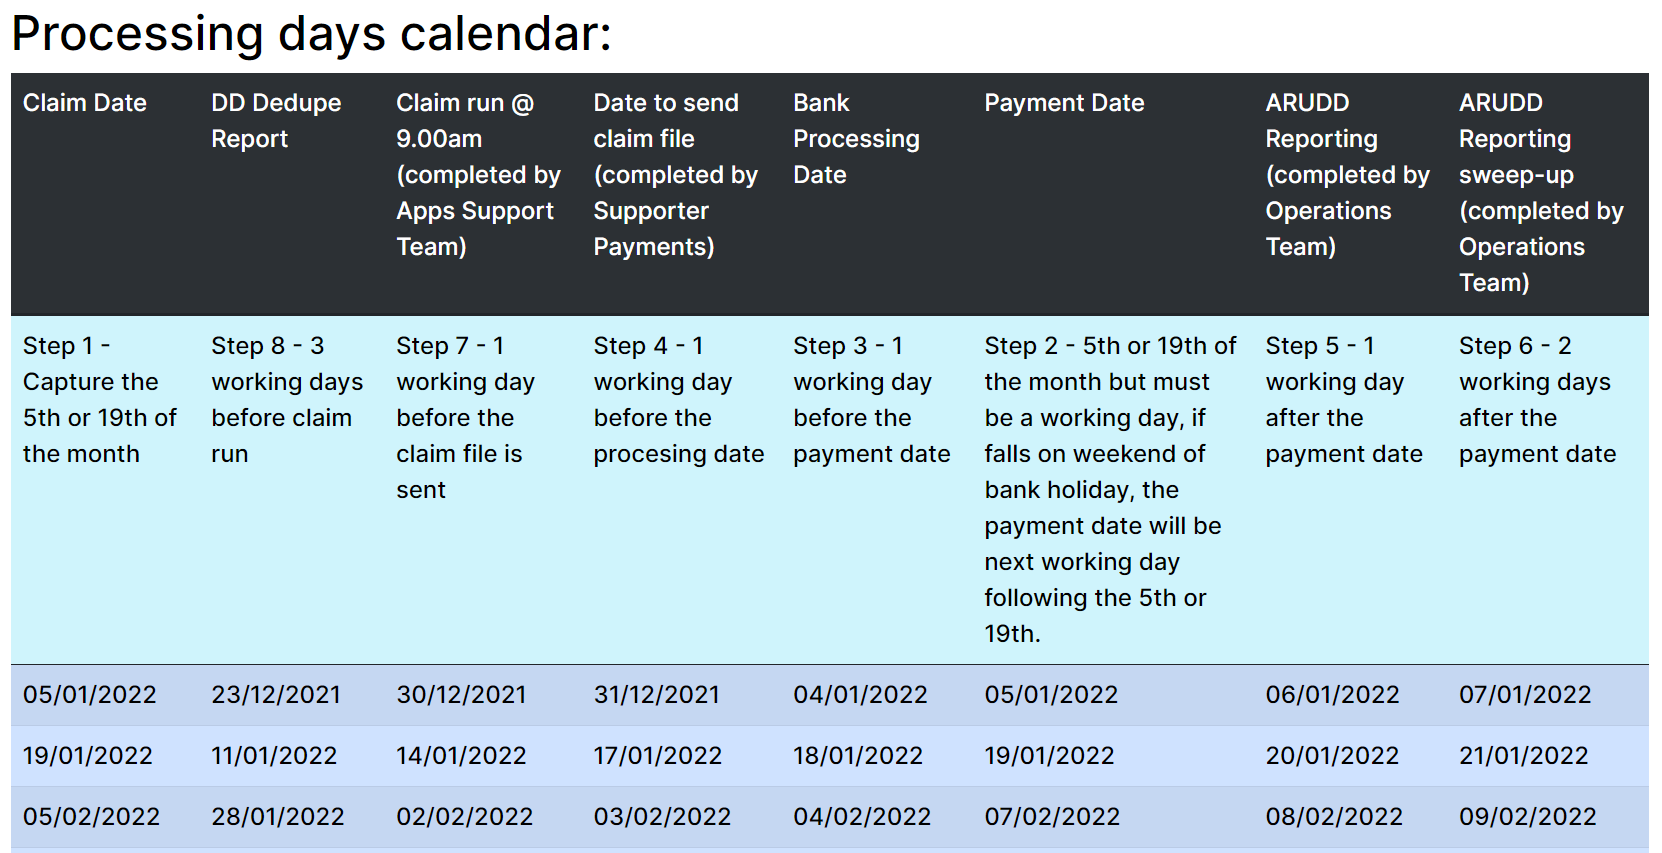 Processing days calendar:
Claim Date
DD Dedupe
Report
Claim run @
9.00am
(completed by
Apps Support
Team)
Date to send
claim file
(completed by
Supporter
Payments)
Bank
Processing
Date
Payment Date
ARUDD
Reporting
(completed by
Operations
Team)
ARUDD
Reporting
sweep-up
(completed by
Operations
Team)
Step 1 -
Capture the
5th or 19th of
the month
Step 8 - 3
working days
before claim
run
Step 7 - 1
working day
before the
claim file is
sent
Step 4 - 1
working day
before the
procesing date
Step 3 - 1
working day
before the
payment date
Step 2 - 5th or 19th of
the month but must
be a working day, if
falls on weekend of
bank holiday, the
payment date will be
next working day
following the 5th or
19th.
Step 5 - 1
working day
after the
payment date
Step 6 - 2
working days
after the
payment date
05/01/2022 23/12/2021 30/12/2021 31/12/2021 04/01/2022 05/01/2022 06/01/2022 07/01/2022
19/01/2022 11/01/2022 14/01/2022 17/01/2022 18/01/2022 19/01/2022 20/01/2022 21/01/2022
05/02/2022 28/01/2022 02/02/2022 03/02/2022 04/02/2022 07/02/2022 08/02/2022 09/02/2022